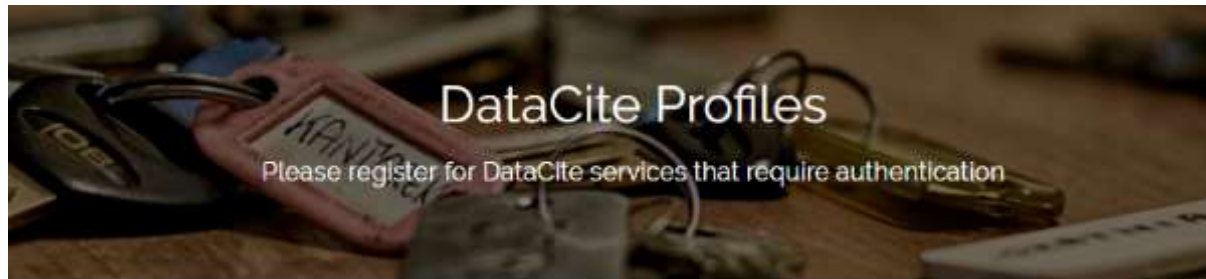 DataCite Profiles
Please register for DataCite services that require authentication